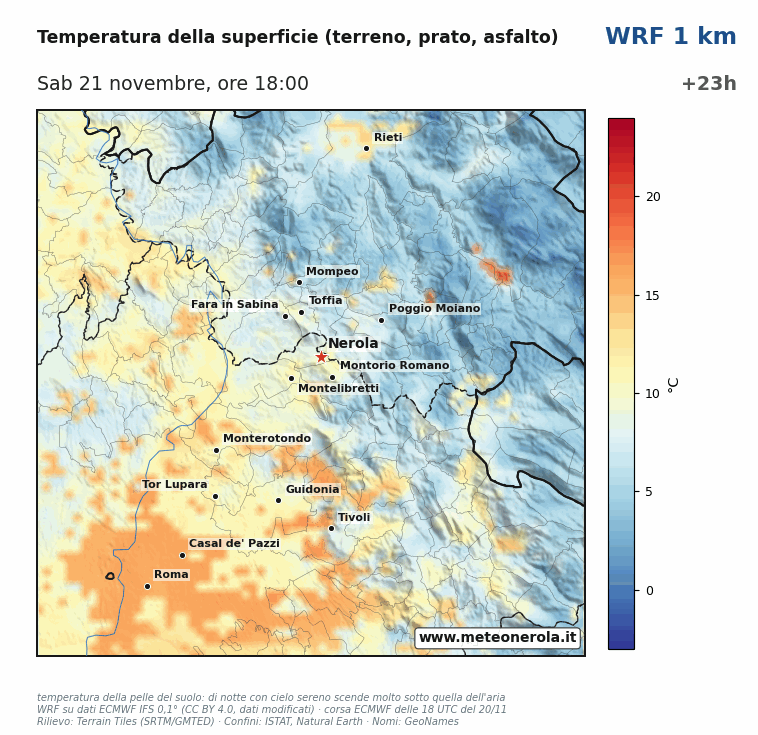 Temperatura della superficie (terreno, prato, asfalto)
WRF 1 km
Sab 21 novembre, ore 18:00
+23h
Rieti
Mompeo
Fara in Sabina
Toffia
Poggio Moiano
Nerola
Montorio Romano
Montelibretti
Monterotondo
Tor Lupara
Guidonia
Tivoli
Casal de' Pazzi
Roma
www.meteonerola.it
20
15
10
5
0
°C
temperatura della pelle del suolo: di notte con cielo sereno scende molto sotto quella dell'aria
WRF su dati ECMWF IFS 0,1° (CC BY 4.0, dati modificati) · corsa ECMWF delle 18 UTC del 20/11
Rilievo: Terrain Tiles (SRTM/GMTED) · Confini: ISTAT, Natural Earth · Nomi: GeoNames